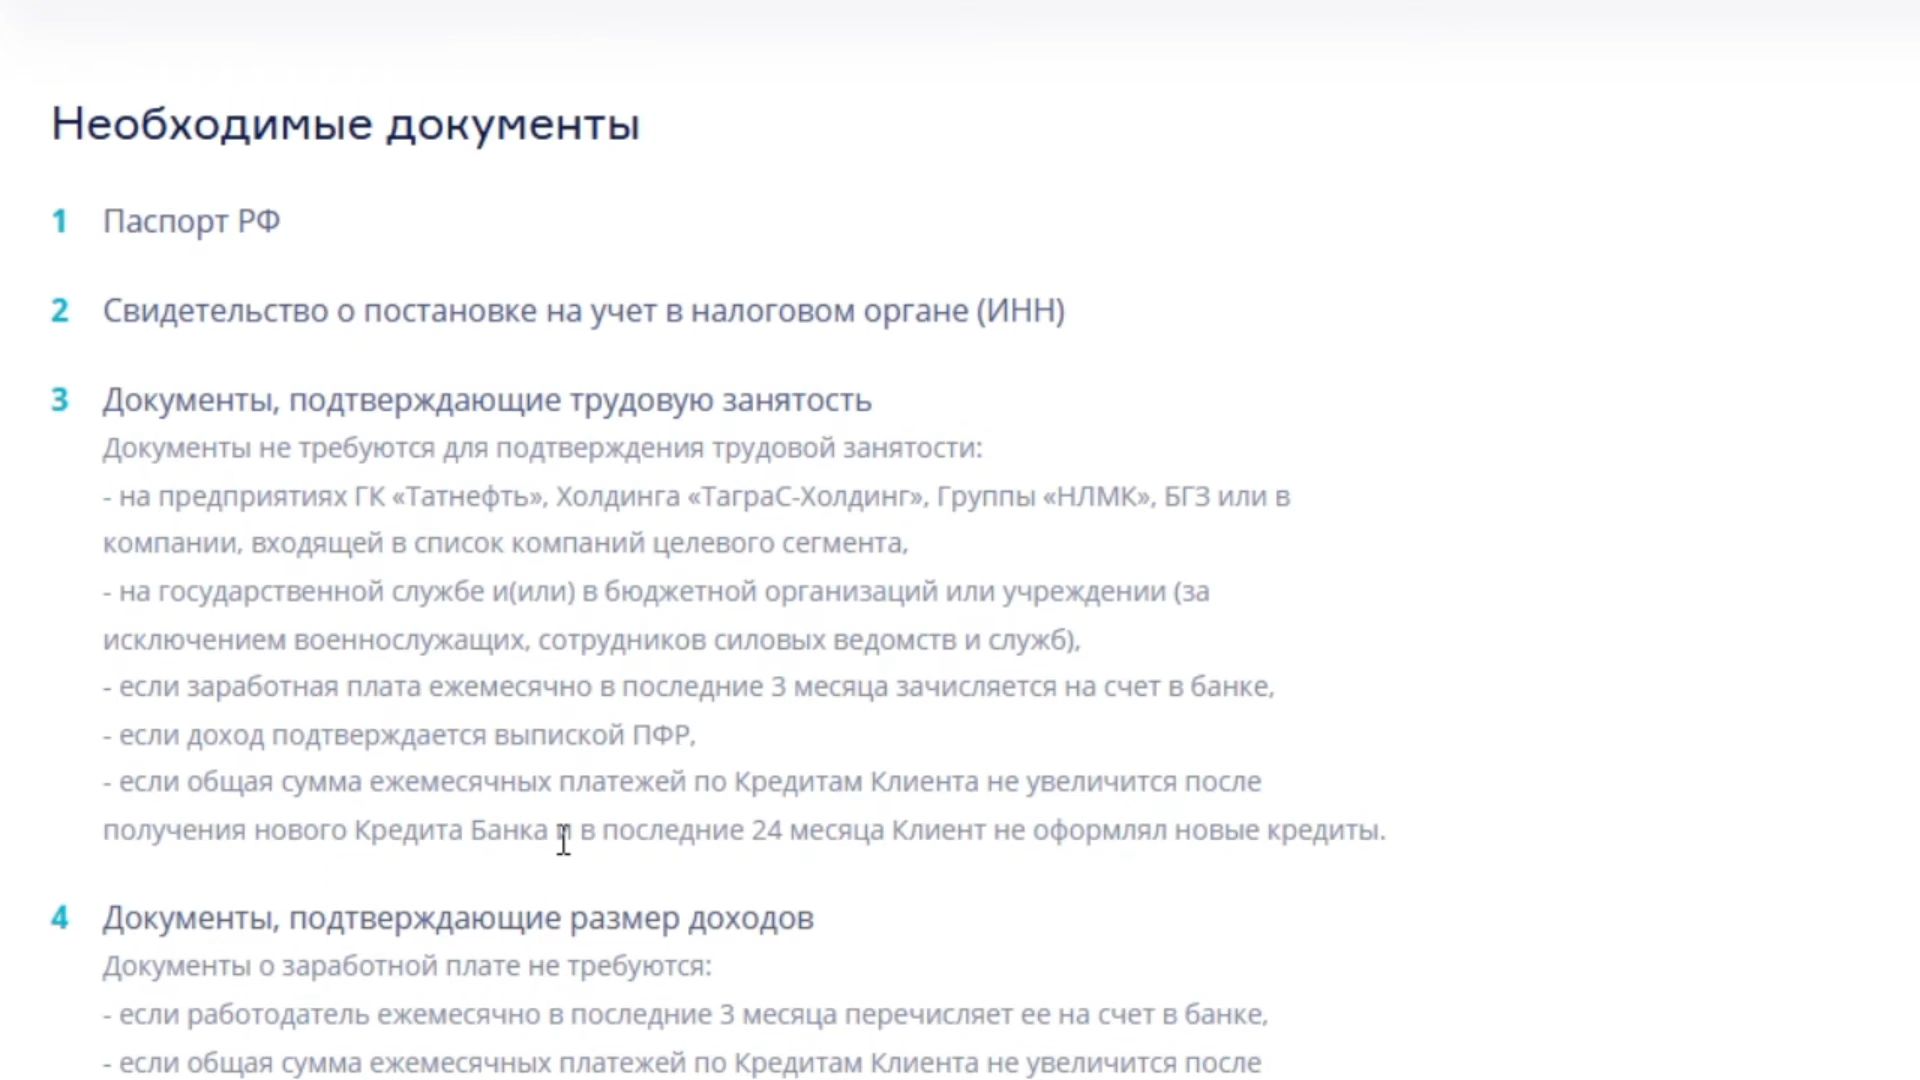 Необходимые документы
1 Паспорт РФ
2 Свидетельство о постановке на учет в налоговом органе (ИНН)
3 Документы, подтверждающие трудовую занятость
Документы не требуются для подтверждения трудовой занятости:
- на предприятиях ГК «Татнефть», Холдинга «ТаграС-Холдинг», Группы «НЛМК», БГЗ или в
компании, входящей в список компаний целевого сегмента,
- на государственной службе и(или) в бюджетной организаций или учреждении (за
исключением военнослужащих, сотрудников силовых ведомств и служб),
- если заработная плата ежемесячно в последние 3 месяца зачисляется на счет в банке,
- если доход подтверждается выпиской ПФР,
- если общая сумма ежемесячных платежей по Кредитам Клиента не увеличится после
получения нового Кредита Банка в последние 24 месяца Клиент не оформлял новые кредиты.
4 Документы, подтверждающие размер доходов
Документы о заработной плате не требуются:
- если работодатель ежемесячно в последние 3 месяца перечисляет ее на счет в банке,
- если общая сумма ежемесячных платежей по Кредитам Клиента не увеличится после